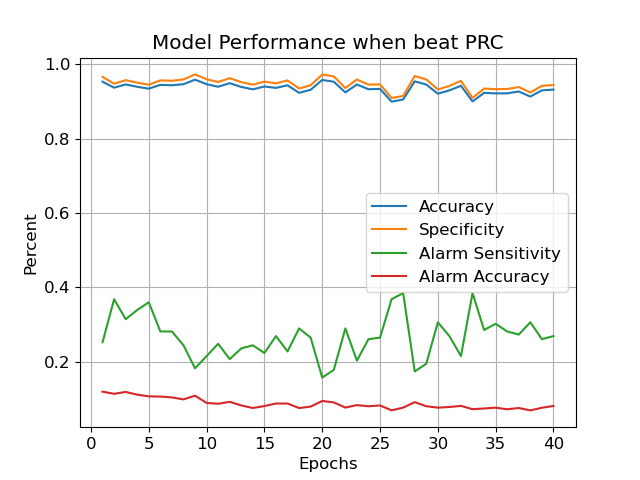 Model Performance when beat PRC
1.0
0.8
0.6
0.4
0.2
Percent
Accuracy
Specificity
Alarm Sensitivity
Alarm Accuracy
0 5 10 15 20 25 30 35 40
Epochs